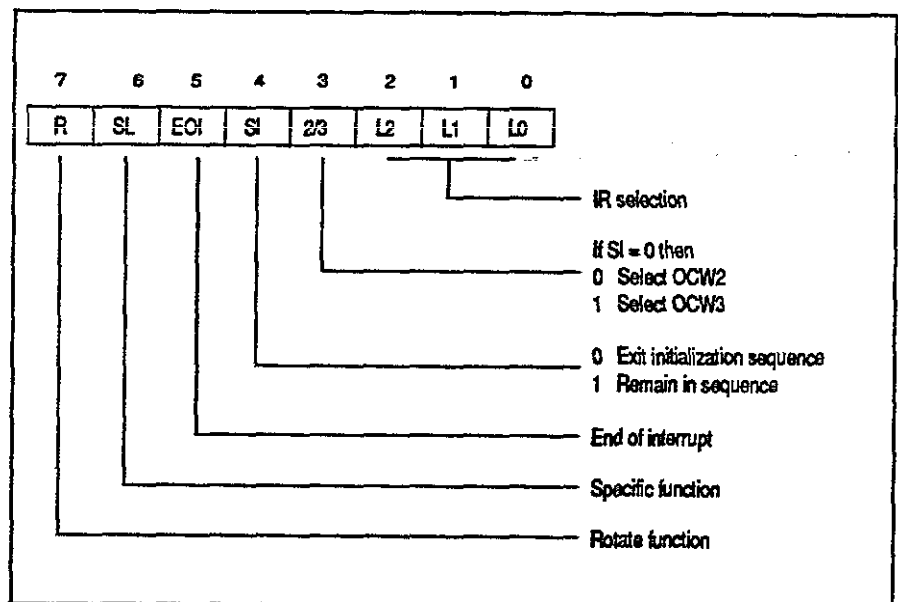 7 6 5 4 3 2 1 0
R SL EOI SI 2/3 L2 L1 L0
IR selection
If SI = 0 then
0 Select OCW2
1 Select OCW3
0 Exit initialization sequence
1 Remain in sequence
End of interrupt
Specific function
Rotate function